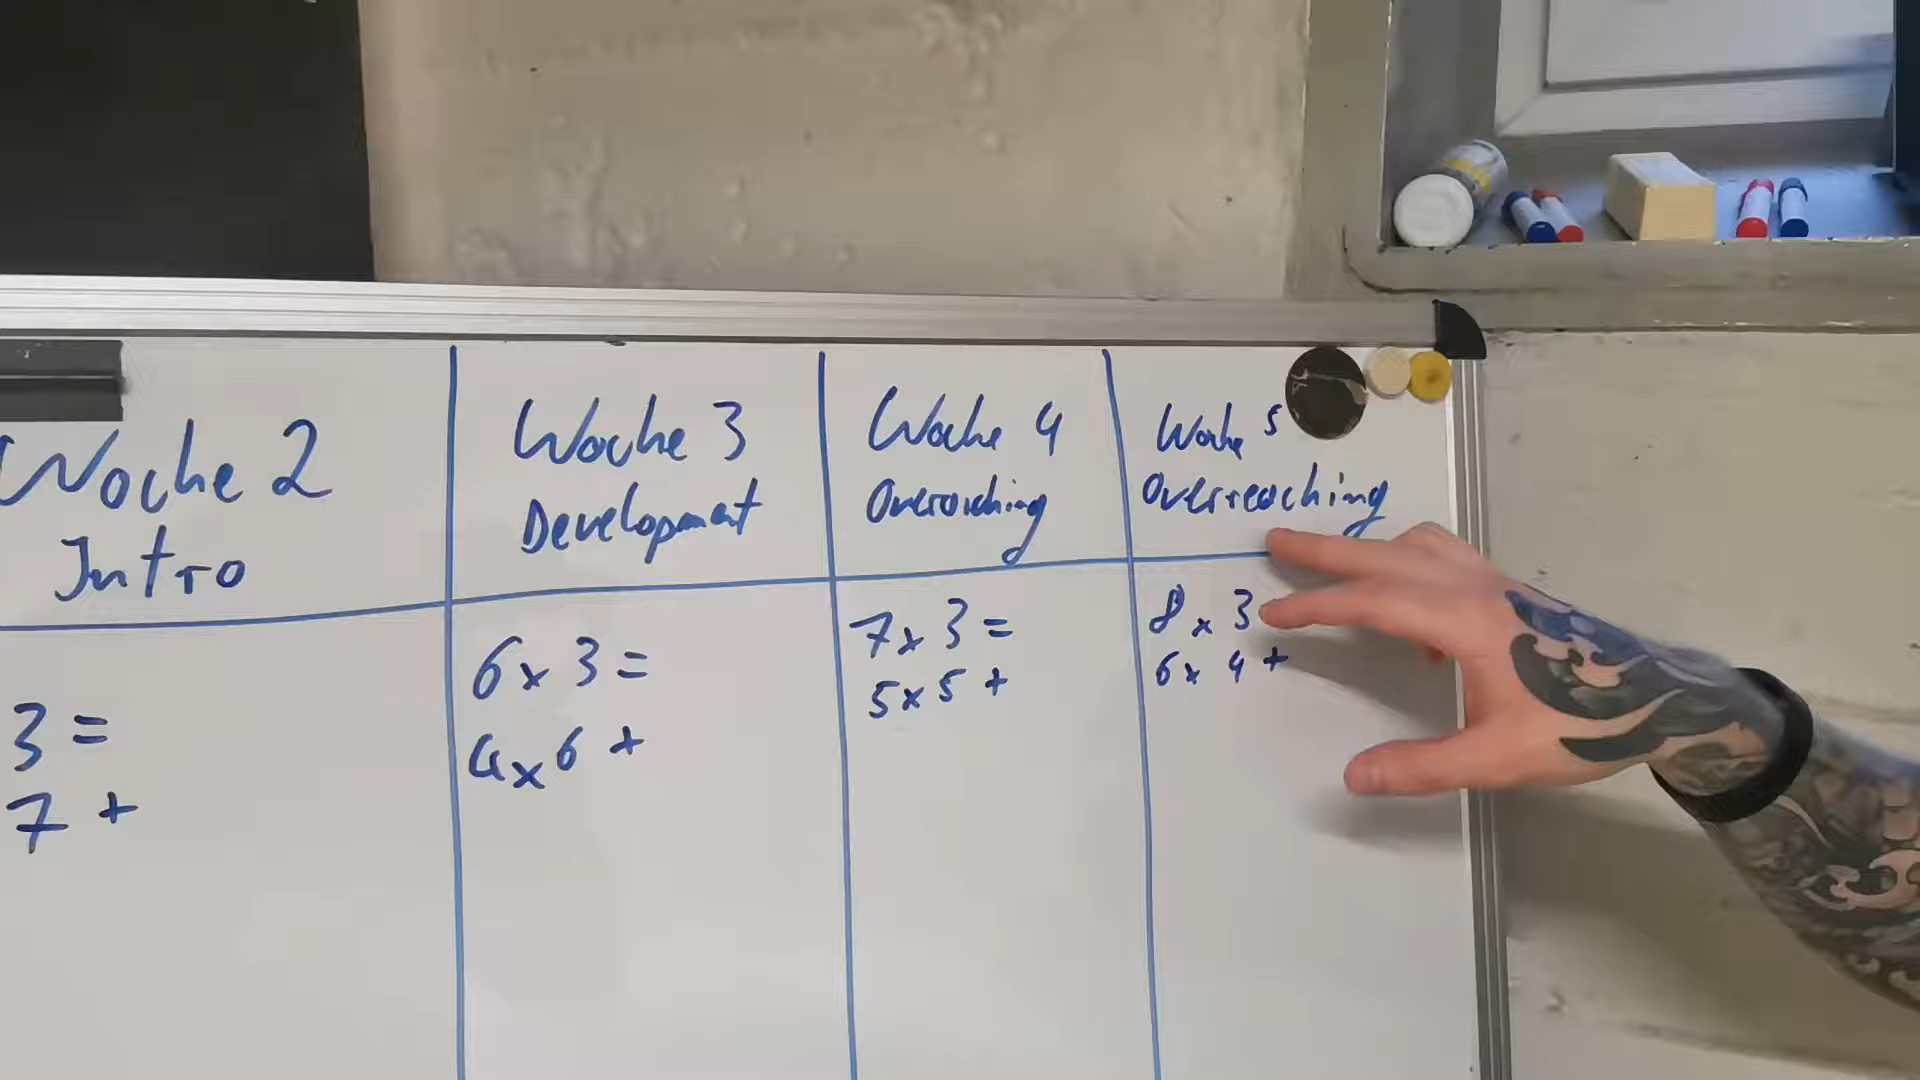 Woche 2
Intro
3 =
7 +
Woche 3
Development
6 x 3 =
4 x 6 +
Woche 4
Overreaching
7 x 3 =
5 x 5 +
Woche 5
Overreaching
8 x 3
6 x 4 +